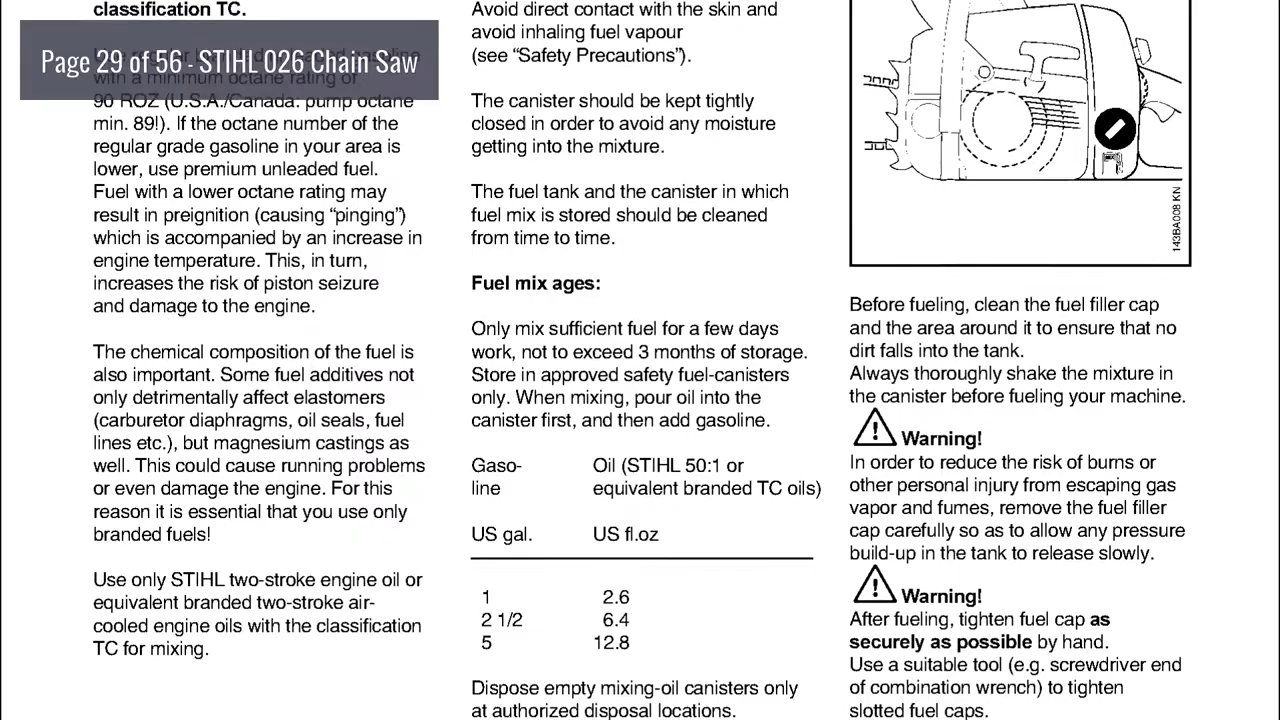 classification TC.
Page 29 of 56 - STIHL 026 Chain Saw
with a minimum octane rating of
90 ROZ (U.S.A./Canada: pump octane
min. 89!). If the octane number of the
regular grade gasoline in your area is
lower, use premium unleaded fuel.
Fuel with a lower octane rating may
result in preignition (causing “pinging”)
which is accompanied by an increase in
engine temperature. This, in turn,
increases the risk of piston seizure
and damage to the engine.
The chemical composition of the fuel is
also important. Some fuel additives not
only detrimentally affect elastomers
(carburetor diaphragms, oil seals, fuel
lines etc.), but magnesium castings as
well. This could cause running problems
or even damage the engine. For this
reason it is essential that you use only
branded fuels!
Use only STIHL two-stroke engine oil or
equivalent branded two-stroke air-
cooled engine oils with the classification
TC for mixing.
Avoid direct contact with the skin and
avoid inhaling fuel vapour
(see “Safety Precautions”).
The canister should be kept tightly
closed in order to avoid any moisture
getting into the mixture.
The fuel tank and the canister in which
fuel mix is stored should be cleaned
from time to time.
Fuel mix ages:
Only mix sufficient fuel for a few days
work, not to exceed 3 months of storage.
Store in approved safety fuel-canisters
only. When mixing, pour oil into the
canister first, and then add gasoline.
Gaso- Oil (STIHL 50:1 or
line equivalent branded TC oils)
US gal. US fl.oz
1 2.6
2 1/2 6.4
5 12.8
Dispose empty mixing-oil canisters only
at authorized disposal locations.
143BA008 KN
Before fueling, clean the fuel filler cap
and the area around it to ensure that no
dirt falls into the tank.
Always thoroughly shake the mixture in
the canister before fueling your machine.
Warning!
In order to reduce the risk of burns or
other personal injury from escaping gas
vapor and fumes, remove the fuel filler
cap carefully so as to allow any pressure
build-up in the tank to release slowly.
Warning!
After fueling, tighten fuel cap as
securely as possible by hand.
Use a suitable tool (e.g. screwdriver end
of combination wrench) to tighten
slotted fuel caps.